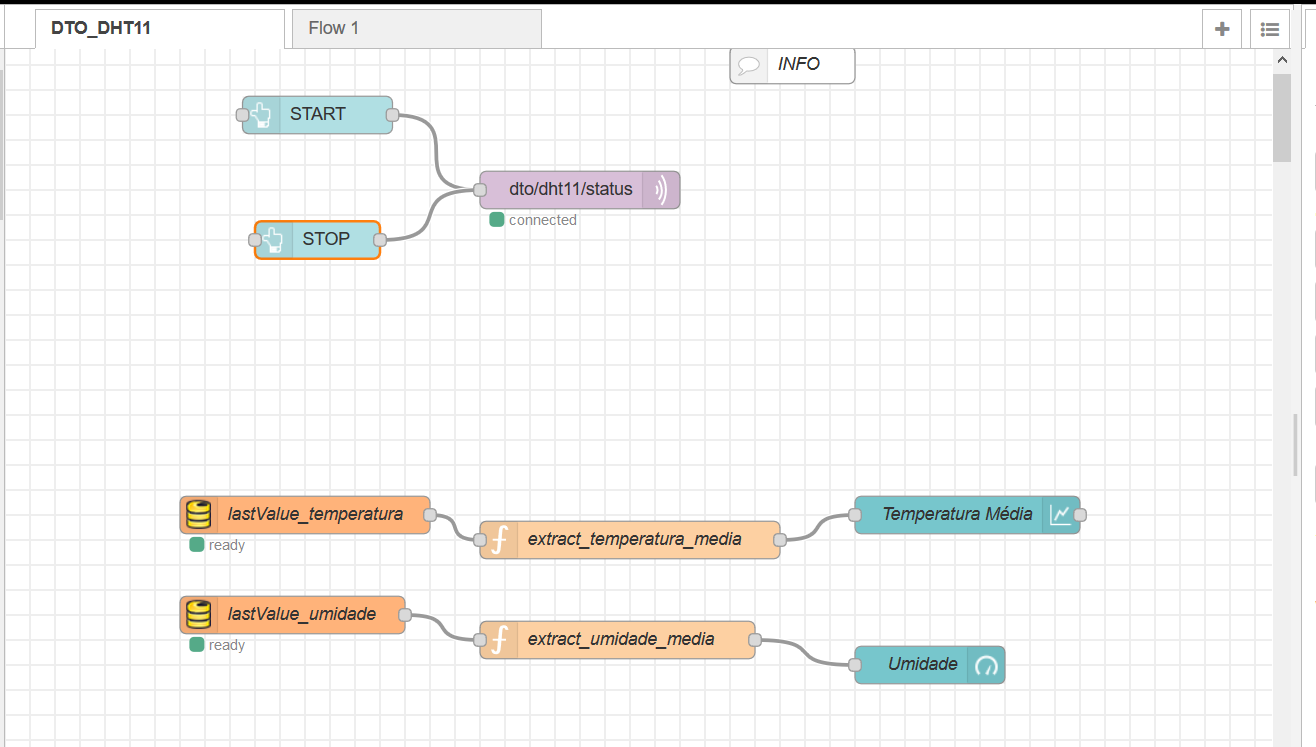 DTO_DHT11
Flow 1
INFO
START
dto/dht11/status
connected
STOP
lastValue_temperatura
ready
extract_temperatura_media
Temperatura Média
lastValue_umidade
ready
extract_umidade_media
Umidade